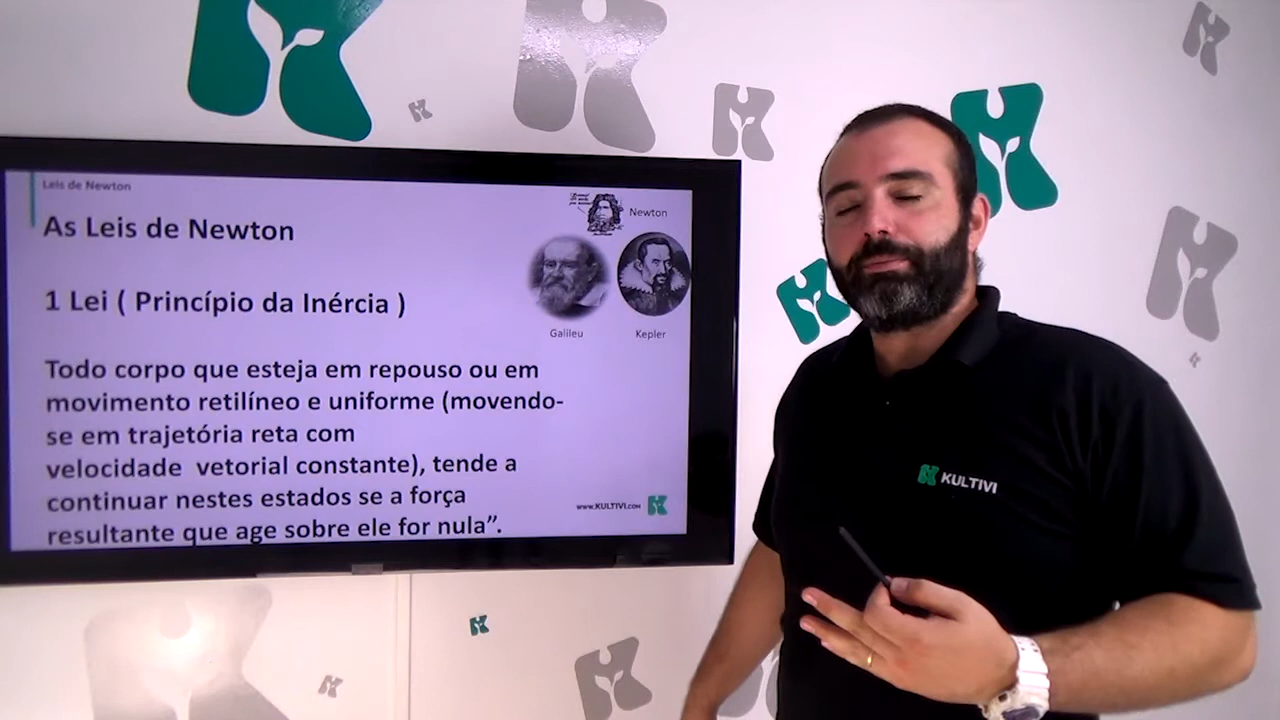 Leis de Newton
As Leis de Newton
Newton
Galileu
Kepler
1 Lei ( Princípio da Inércia )
Todo corpo que esteja em repouso ou em
movimento retilíneo e uniforme (movendo-
se em trajetória reta com
velocidade vetorial constante), tende a
continuar nestes estados se a força
resultante que age sobre ele for nula”.
www.KULTIVI.com
KULTIVI